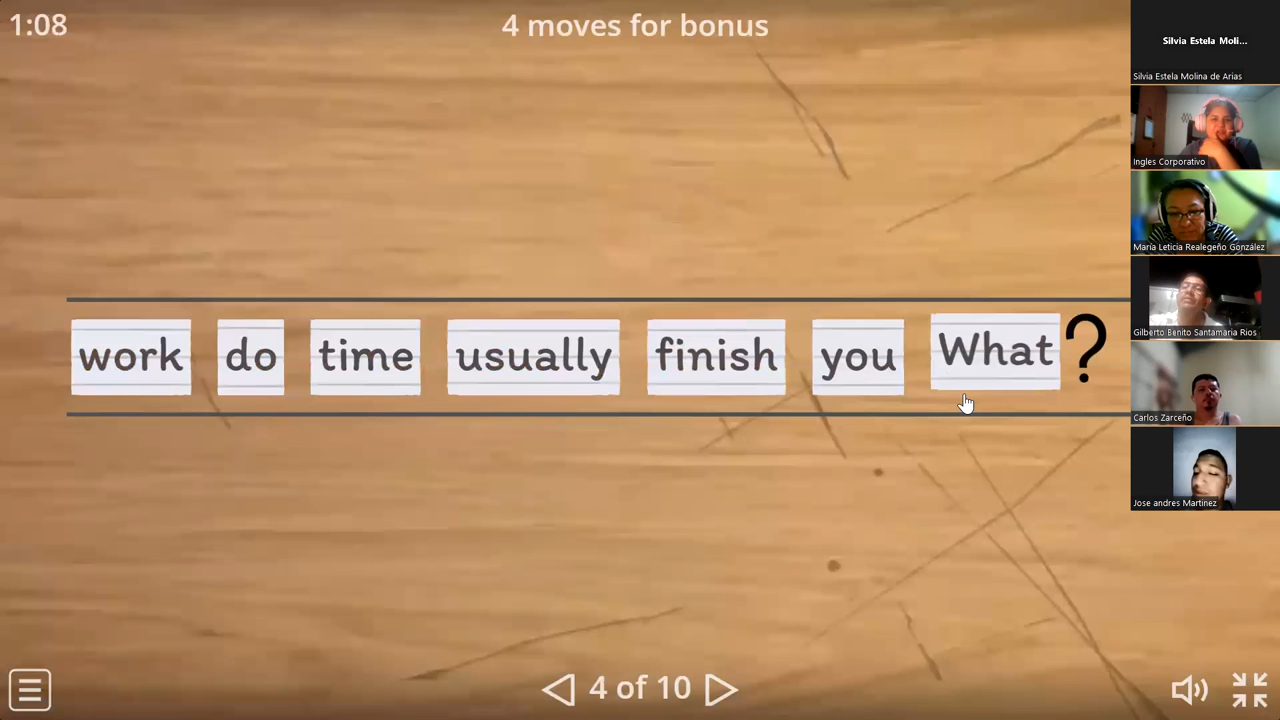 1:08
4 moves for bonus
work do time usually finish you What ?
4 of 10
Silvia Estela Moli...
Silvia Estela Molina de Arias
Ingles Corporativo
María Leticia Realegeño González
Gilberto Benito Santamaria Rios
Carlos Zarceño
Jose andres Martinez